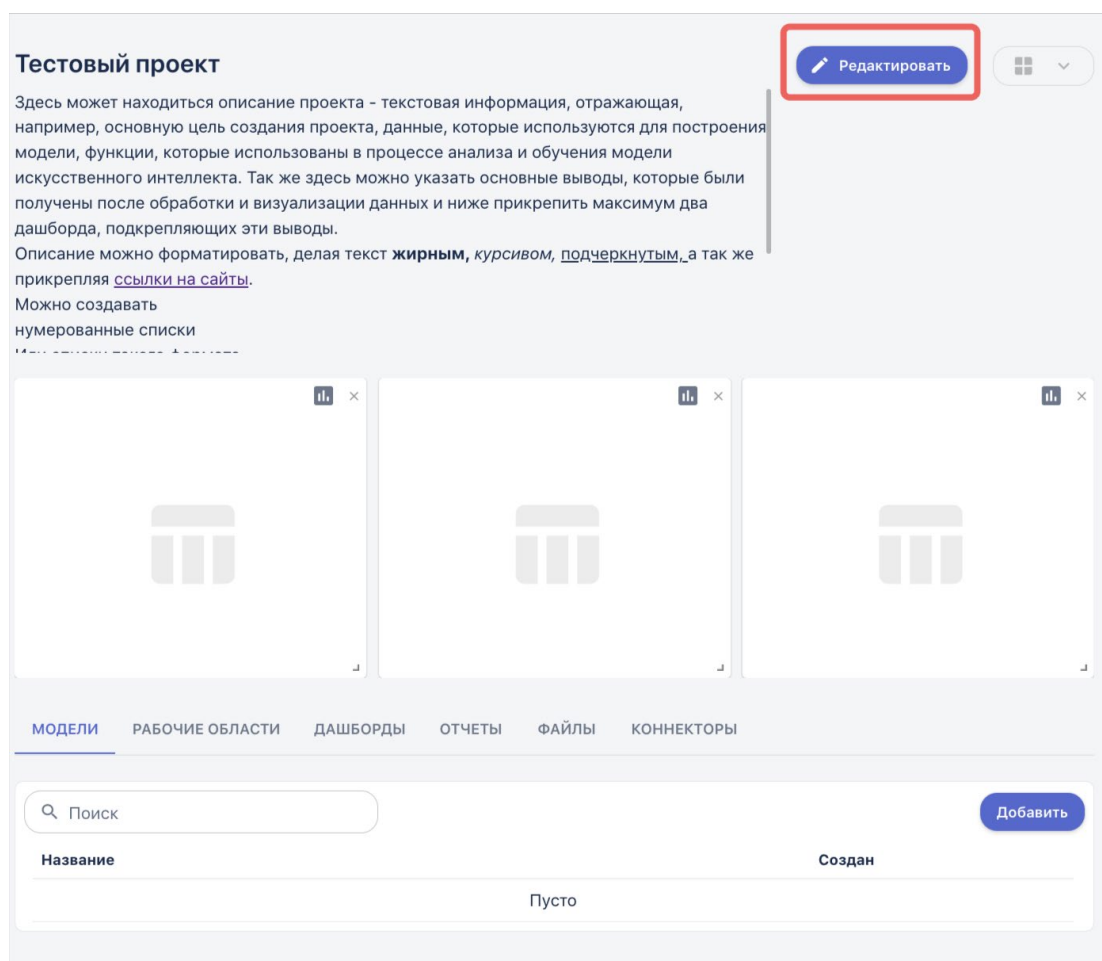 Тестовый проект
Редактировать
Здесь может находиться описание проекта - текстовая информация, отражающая,
например, основную цель создания проекта, данные, которые используются для построения
модели, функции, которые использованы в процессе анализа и обучения модели
искусственного интеллекта. Так же здесь можно указать основные выводы, которые были
получены после обработки и визуализации данных и ниже прикрепить максимум два
дашборда, подкрепляющих эти выводы.
Описание можно форматировать, делая текст жирным, курсивом, подчеркнутым, а так же
прикрепляя ссылки на сайты.
Можно создавать
нумерованные списки
МОДЕЛИ РАБОЧИЕ ОБЛАСТИ ДАШБОРДЫ ОТЧЕТЫ ФАЙЛЫ КОННЕКТОРЫ
Поиск
Добавить
Название Создан
Пусто